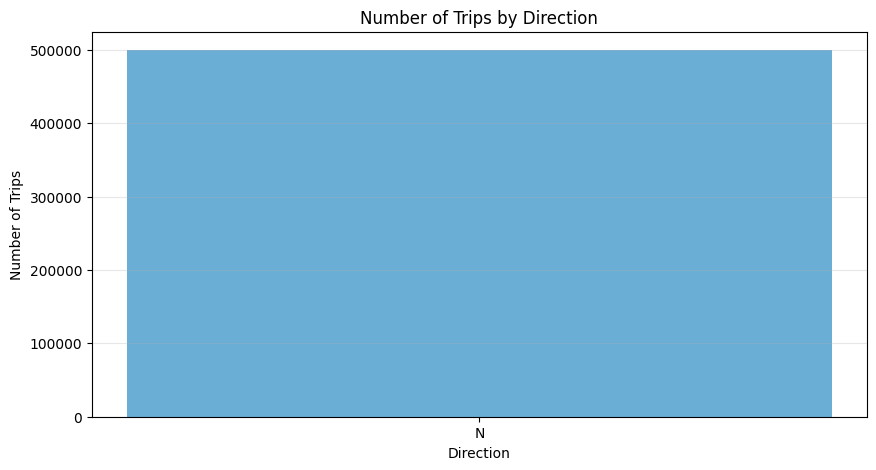 Number of Trips by Direction
500000
400000
300000
200000
100000
0
Number of Trips
N
Direction